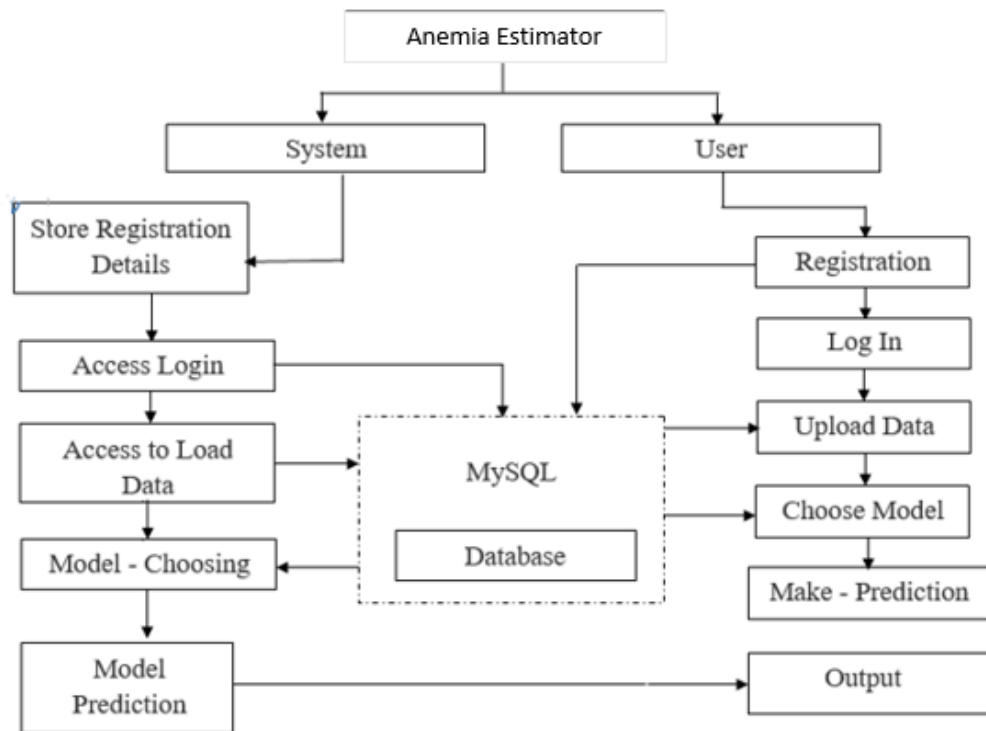 Anemia Estimator
System
User
Store Registration
Details
Registration
Access Login
Log In
Access to Load
Data
Upload Data
MySQL
Choose Model
Model - Choosing
Database
Make - Prediction
Model
Prediction
Output